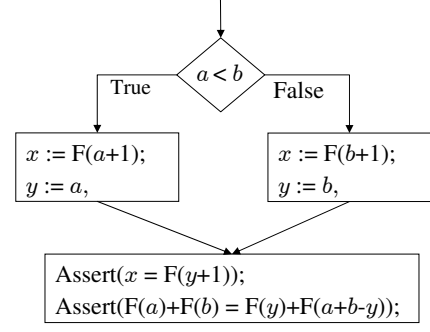 a < b
True
False
x := F(a+1);
y := a,
x := F(b+1);
y := b,
Assert(x = F(y+1));
Assert(F(a)+F(b) = F(y)+F(a+b-y));